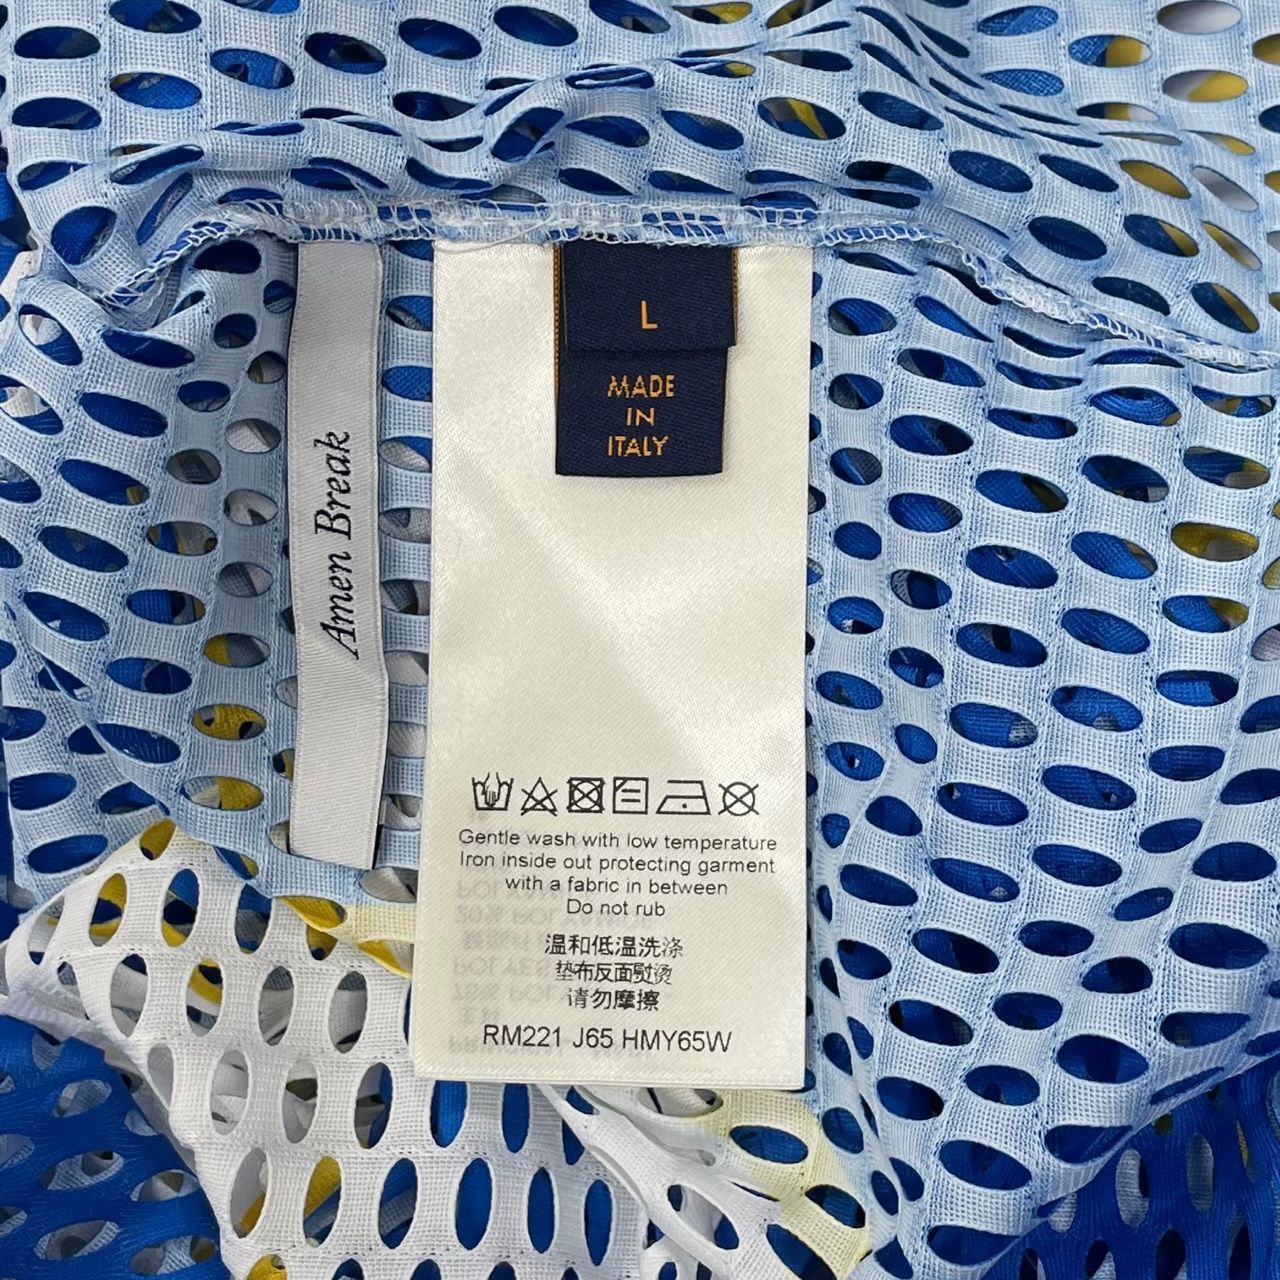 L
MADE
IN
ITALY
Amen Break
Gentle wash with low temperature
Iron inside out protecting garment
with a fabric in between
Do not rub
温和低温洗涤
垫布反面熨烫
请勿摩擦
RM221 J65 HMY65W